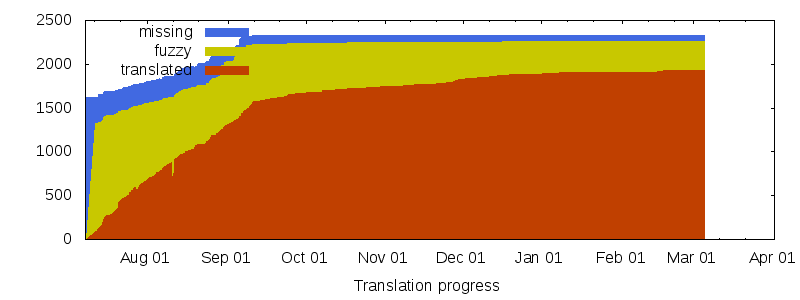 2500
2000
1500
1000
500
0
missing
fuzzy
translated
Aug 01 Sep 01 Oct 01 Nov 01 Dec 01 Jan 01 Feb 01 Mar 01 Apr 01
Translation progress